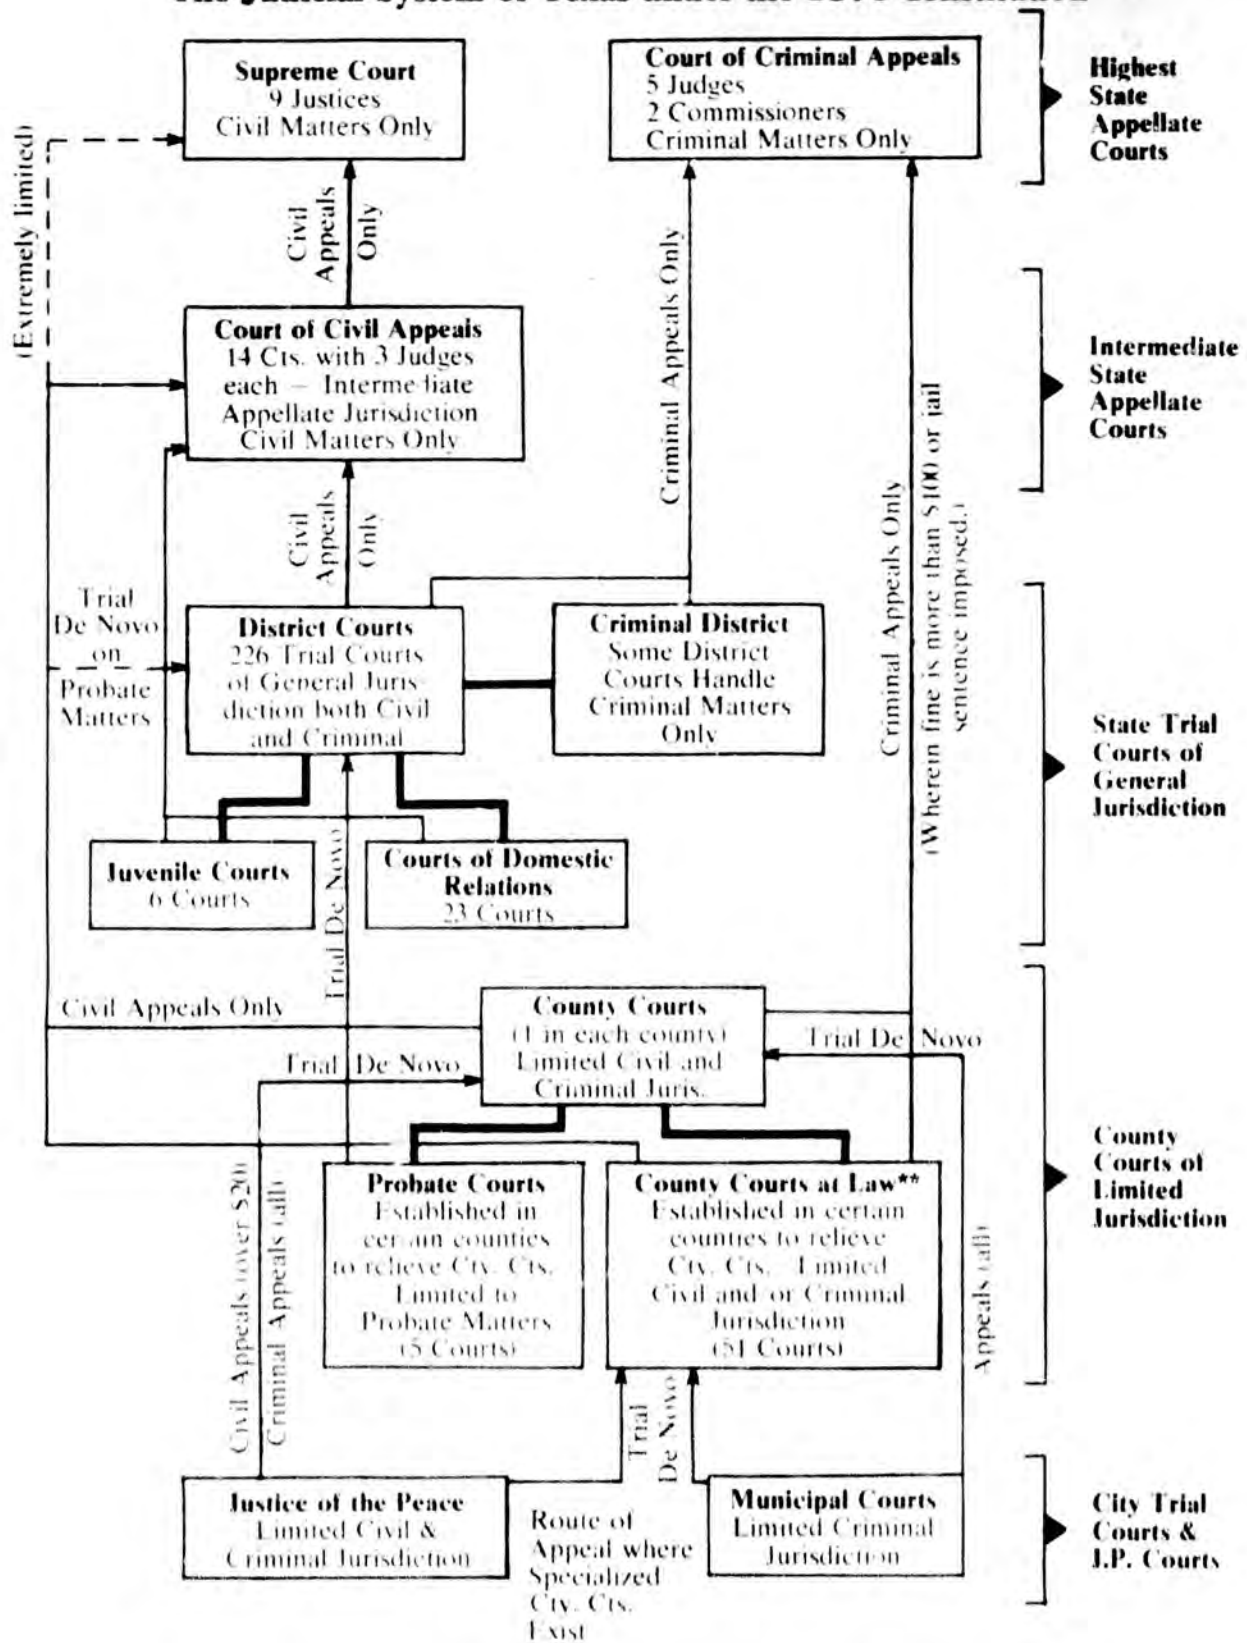 Supreme Court
9 Justices
Civil Matters Only
Court of Criminal Appeals
5 Judges
2 Commissioners
Criminal Matters Only
Highest
State
Appellate
Courts
(Extremely limited)
Civil
Appeals
Only
Criminal Appeals Only
Criminal Appeals Only
(Wherein fine is more than $100 or jail
sentence imposed.)
Court of Civil Appeals
14 Cts. with 3 Judges
each — Intermediate
Appellate Jurisdiction
Civil Matters Only
Intermediate
State
Appellate
Courts
Civil
Appeals
Only
Trial
De Novo
on
Probate
Matters
District Courts
226 Trial Courts
of General Juris-
diction both Civil
and Criminal
Criminal District
Some District
Courts Handle
Criminal Matters
Only
State Trial
Courts of
General
Jurisdiction
Juvenile Courts
6 Courts
Trial De Novo
Courts of Domestic
Relations
23 Courts
Civil Appeals Only
County Courts
(1 in each county)
Limited Civil and
Criminal Juris.
Trial De Novo
Trial De Novo
County
Courts of
Limited
Jurisdiction
Civil Appeals (over $20)
Criminal Appeals (all)
Probate Courts
Established in
certain counties
to relieve Cty. Cts.
Limited to
Probate Matters
(5 Courts)
County Courts at Law**
Established in certain
counties to relieve
Cty. Cts. Limited
Civil and or Criminal
Jurisdiction
(51 Courts)
Appeals (all)
Trial
De Novo
Justice of the Peace
Limited Civil &
Criminal Jurisdiction
Route of
Appeal where
Specialized
Cty. Cts.
Exist
Municipal Courts
Limited Criminal
Jurisdiction
City Trial
Courts &
J.P. Courts